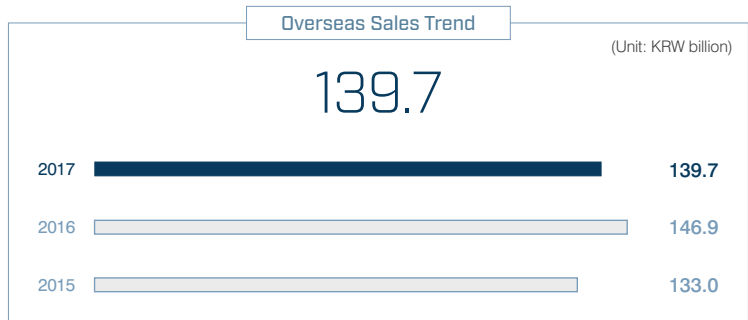 Overseas Sales Trend
(Unit: KRW billion)
139.7
2017 139.7
2016 146.9
2015 133.0